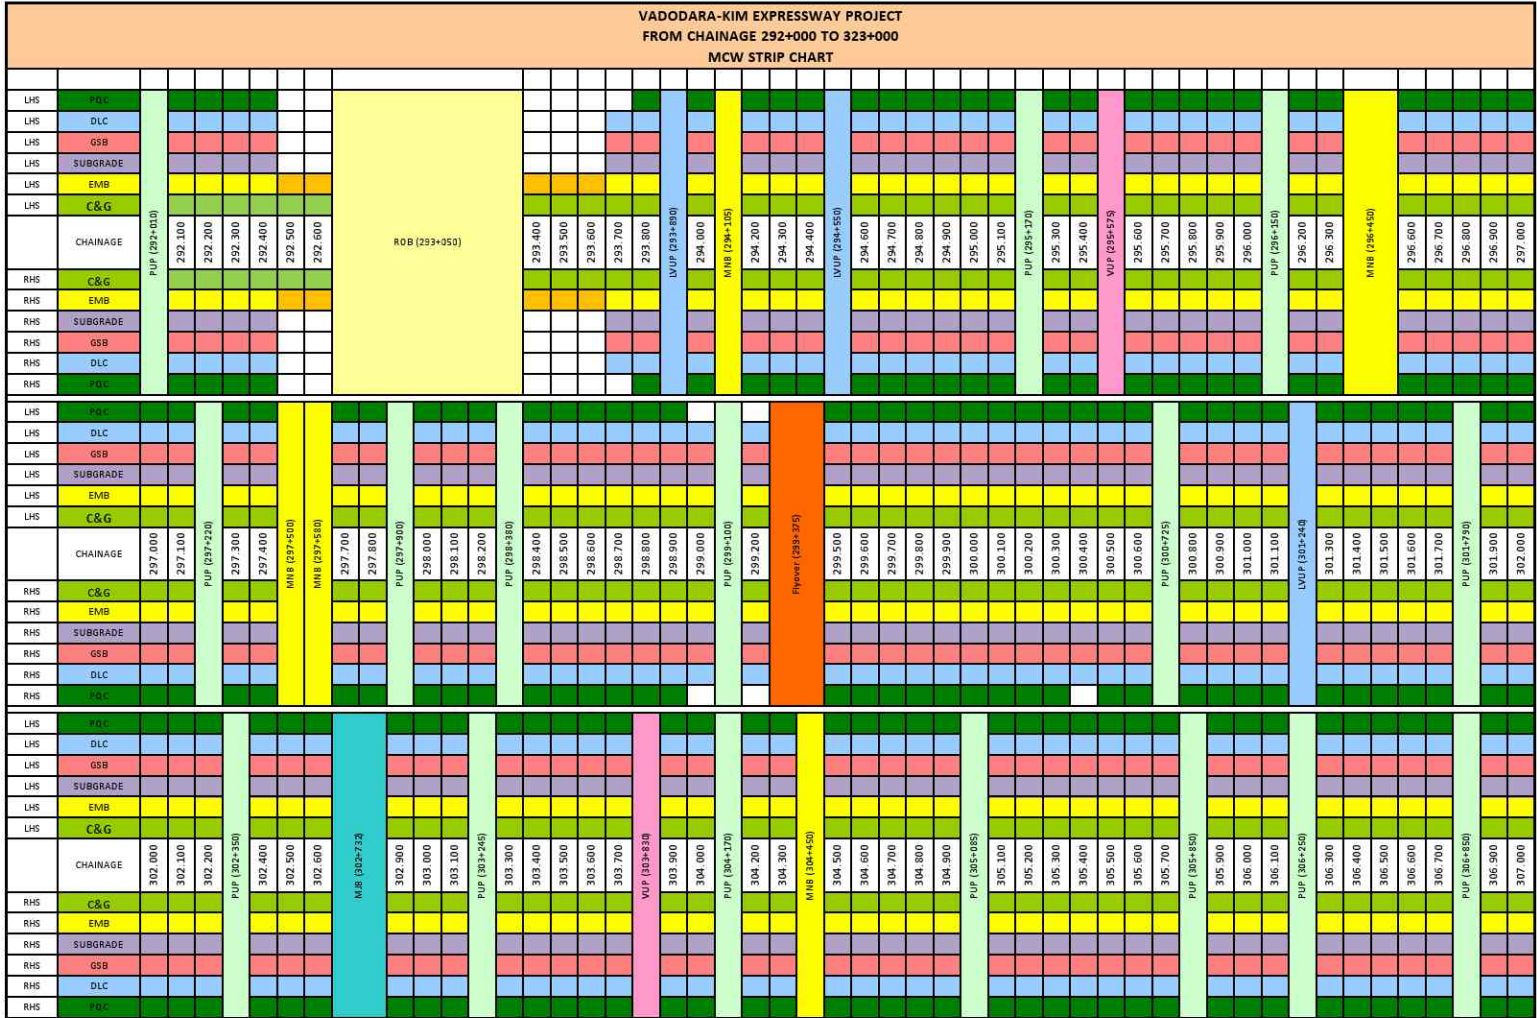 VADODARA-KIM EXPRESSWAY PROJECT
FROM CHAINAGE 292+000 TO 323+000
MCW STRIP CHART
LHS PQC
LHS DLC
LHS GSB
LHS SUBGRADE
LHS EMB
LHS C&G
CHAINAGE PUP (292+010) 292.100 292.200 292.300 292.400 292.500 292.600 ROB (293+050) 293.400 293.500 293.600 293.700 293.800 LVUP (293+890) 294.000 MNB (294+105) 294.200 294.300 294.400 LVUP (294+550) 294.600 294.700 294.800 294.900 295.000 295.100 PUP (295+170) 295.300 295.400 VUP (295+575) 295.600 295.700 295.800 295.900 296.000 PUP (296+150) 296.200 296.300 MNB (296+450) 296.600 296.700 296.800 296.900 297.000
RHS C&G
RHS EMB
RHS SUBGRADE
RHS GSB
RHS DLC
RHS PQC
LHS PQC
LHS DLC
LHS GSB
LHS SUBGRADE
LHS EMB
LHS C&G
CHAINAGE 297.000 297.100 PUP (297+220) 297.300 297.400 MNB (297+500) MNB (297+580) 297.700 297.800 PUP (297+900) 298.000 298.100 298.200 PUP (298+380) 298.400 298.500 298.600 298.700 298.800 298.900 299.000 PUP (299+100) 299.200 Flyover (299+375) 299.500 299.600 299.700 299.800 299.900 300.000 300.100 300.200 300.300 300.400 300.500 300.600 PUP (300+725) 300.800 300.900 301.000 301.100 LVUP (301+240) 301.300 301.400 301.500 301.600 301.700 PUP (301+790) 301.900 302.000
RHS C&G
RHS EMB
RHS SUBGRADE
RHS GSB
RHS DLC
RHS PQC
LHS PQC
LHS DLC
LHS GSB
LHS SUBGRADE
LHS EMB
LHS C&G
CHAINAGE 302.000 302.100 302.200 PUP (302+350) 302.400 302.500 302.600 MJB (302+732) 302.900 303.000 303.100 PUP (303+245) 303.300 303.400 303.500 303.600 303.700 VUP (303+830) 303.900 304.000 PUP (304+170) 304.200 304.300 MNB (304+450) 304.500 304.600 304.700 304.800 304.900 PUP (305+085) 305.100 305.200 305.300 305.400 305.500 305.600 305.700 PUP (305+850) 305.900 306.000 306.100 PUP (306+250) 306.300 306.400 306.500 306.600 306.700 PUP (306+850) 306.900 307.000
RHS C&G
RHS EMB
RHS SUBGRADE
RHS GSB
RHS DLC
RHS PQC